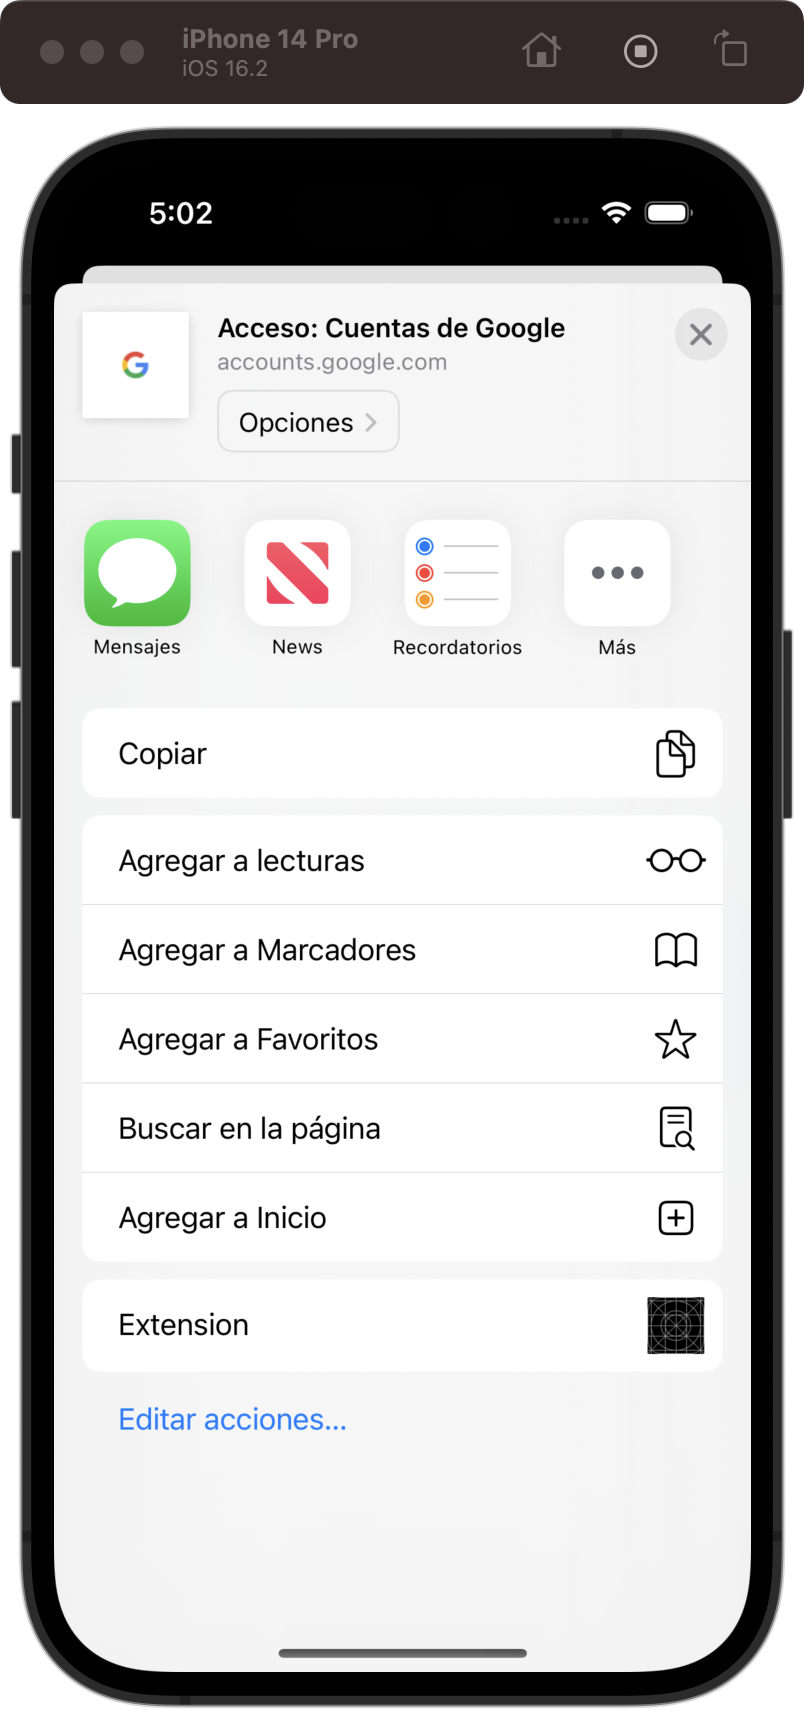 iPhone 14 Pro
iOS 16.2
5:02
Acceso: Cuentas de Google
accounts.google.com
Opciones
Mensajes
News
Recordatorios
Más
Copiar
Agregar a lecturas
Agregar a Marcadores
Agregar a Favoritos
Buscar en la página
Agregar a Inicio
Extension
Editar acciones...